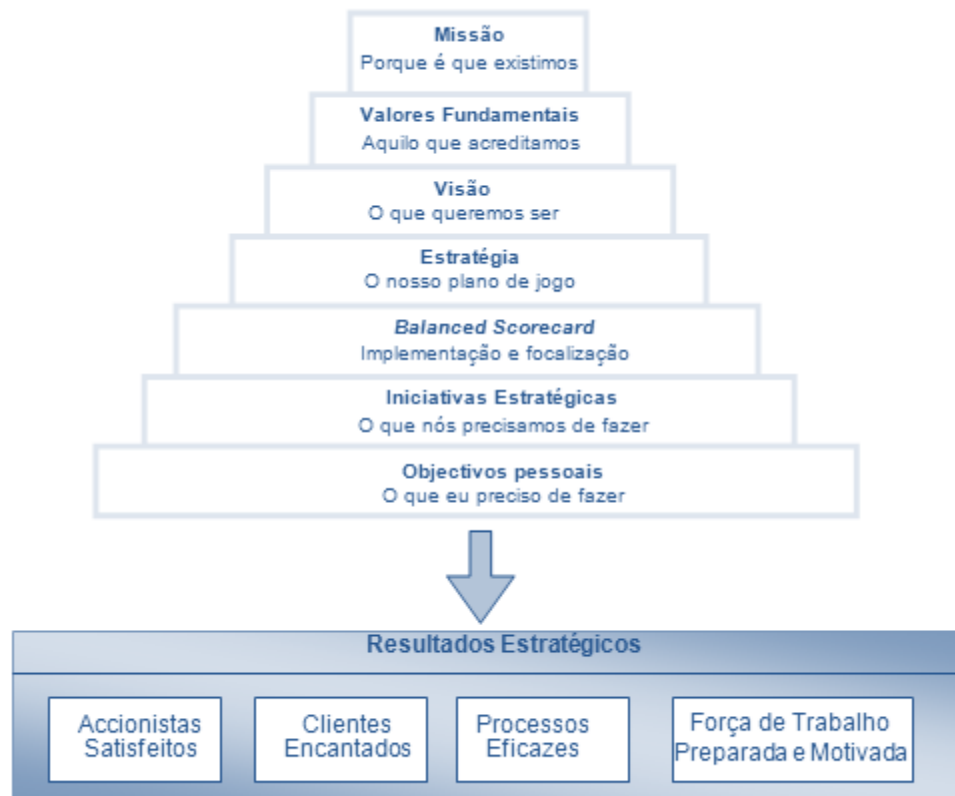 Missão
Porque é que existimos
Valores Fundamentais
Aquilo que acreditamos
Visão
O que queremos ser
Estratégia
O nosso plano de jogo
Balanced Scorecard
Implementação e focalização
Iniciativas Estratégicas
O que nós precisamos de fazer
Objectivos pessoais
O que eu preciso de fazer
Resultados Estratégicos
Accionistas
Satisfeitos
Clientes
Encantados
Processos
Eficazes
Força de Trabalho
Preparada e Motivada